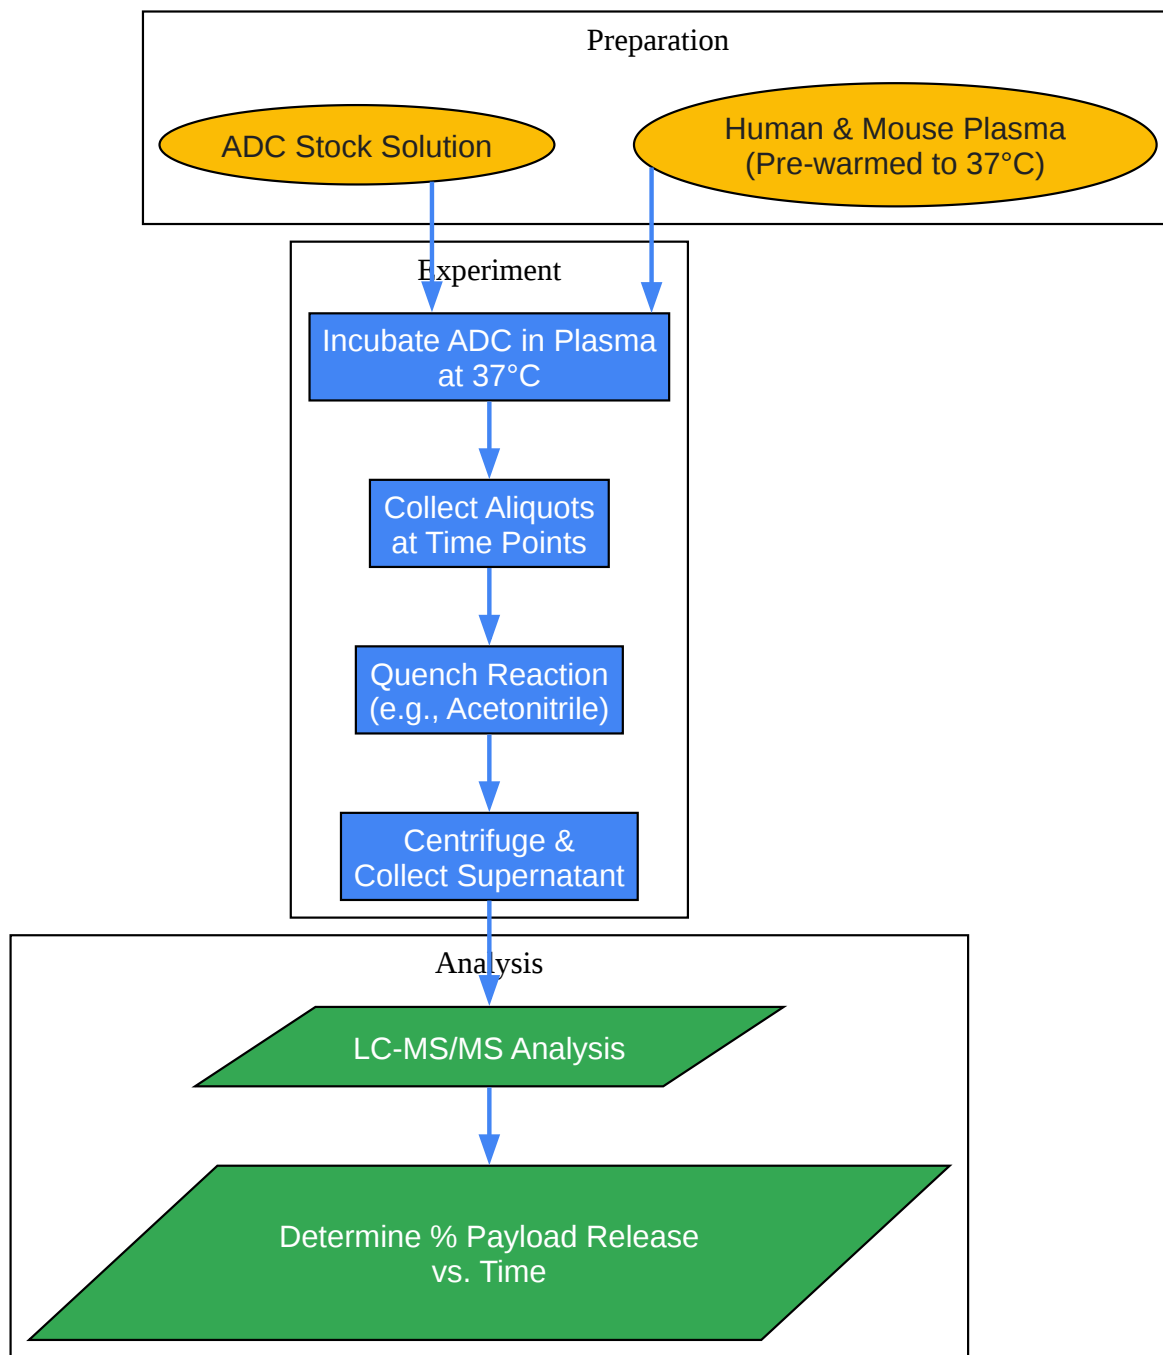 Preparation
ADC Stock Solution
Human & Mouse Plasma
(Pre-warmed to 37°C)
Experiment
Incubate ADC in Plasma
at 37°C
Collect Aliquots
at Time Points
Quench Reaction
(e.g., Acetonitrile)
Centrifuge &
Collect Supernatant
Analysis
LC-MS/MS Analysis
Determine % Payload Release
vs. Time